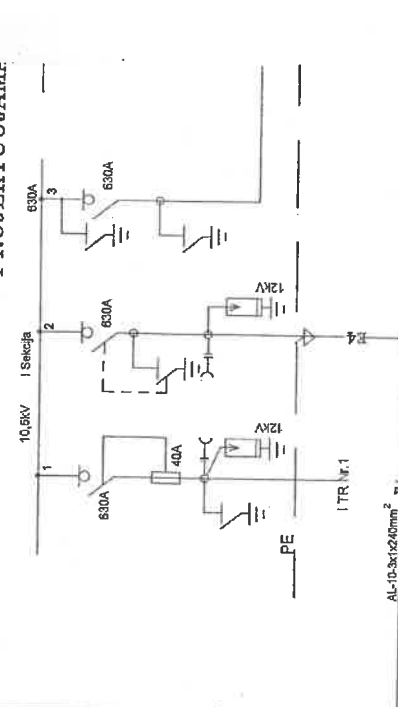 10,5kV
I Sekcija
630A
1
2
3
630A
630A
630A
40A
12kV
12kV
PE
I TR Nr.1
AL-10-3x1x240mm²